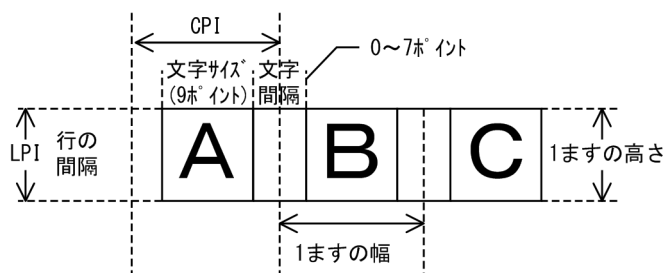 CPI
0～7ﾎﾟｲﾝﾄ
文字ｻｲｽﾞ
(9ﾎﾟｲﾝﾄ)
文字
間隔
LPI
行の
間隔
A
B
C
1ますの高さ
1ますの幅